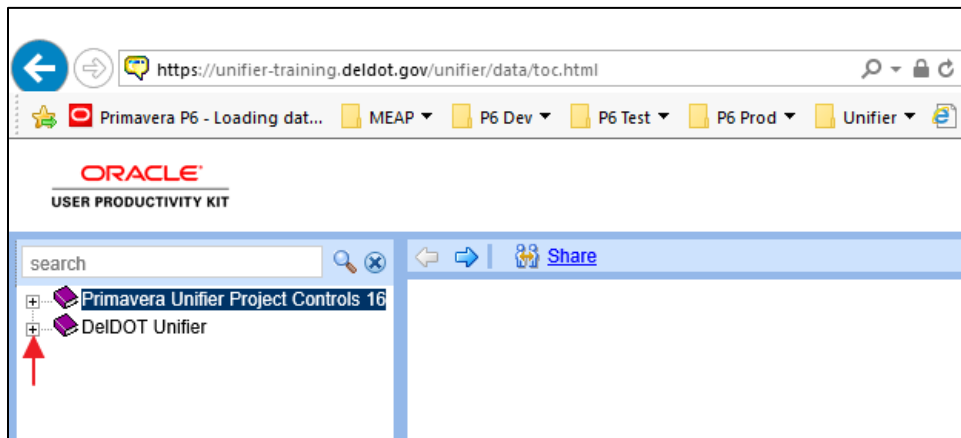 https://unifier-training.deldot.gov/unifier/data/toc.html
Primavera P6 - Loading dat... MEAP P6 Dev P6 Test P6 Prod Unifier
ORACLE
USER PRODUCTIVITY KIT
search
Share
Primavera Unifier Project Controls 16
DelDOT Unifier